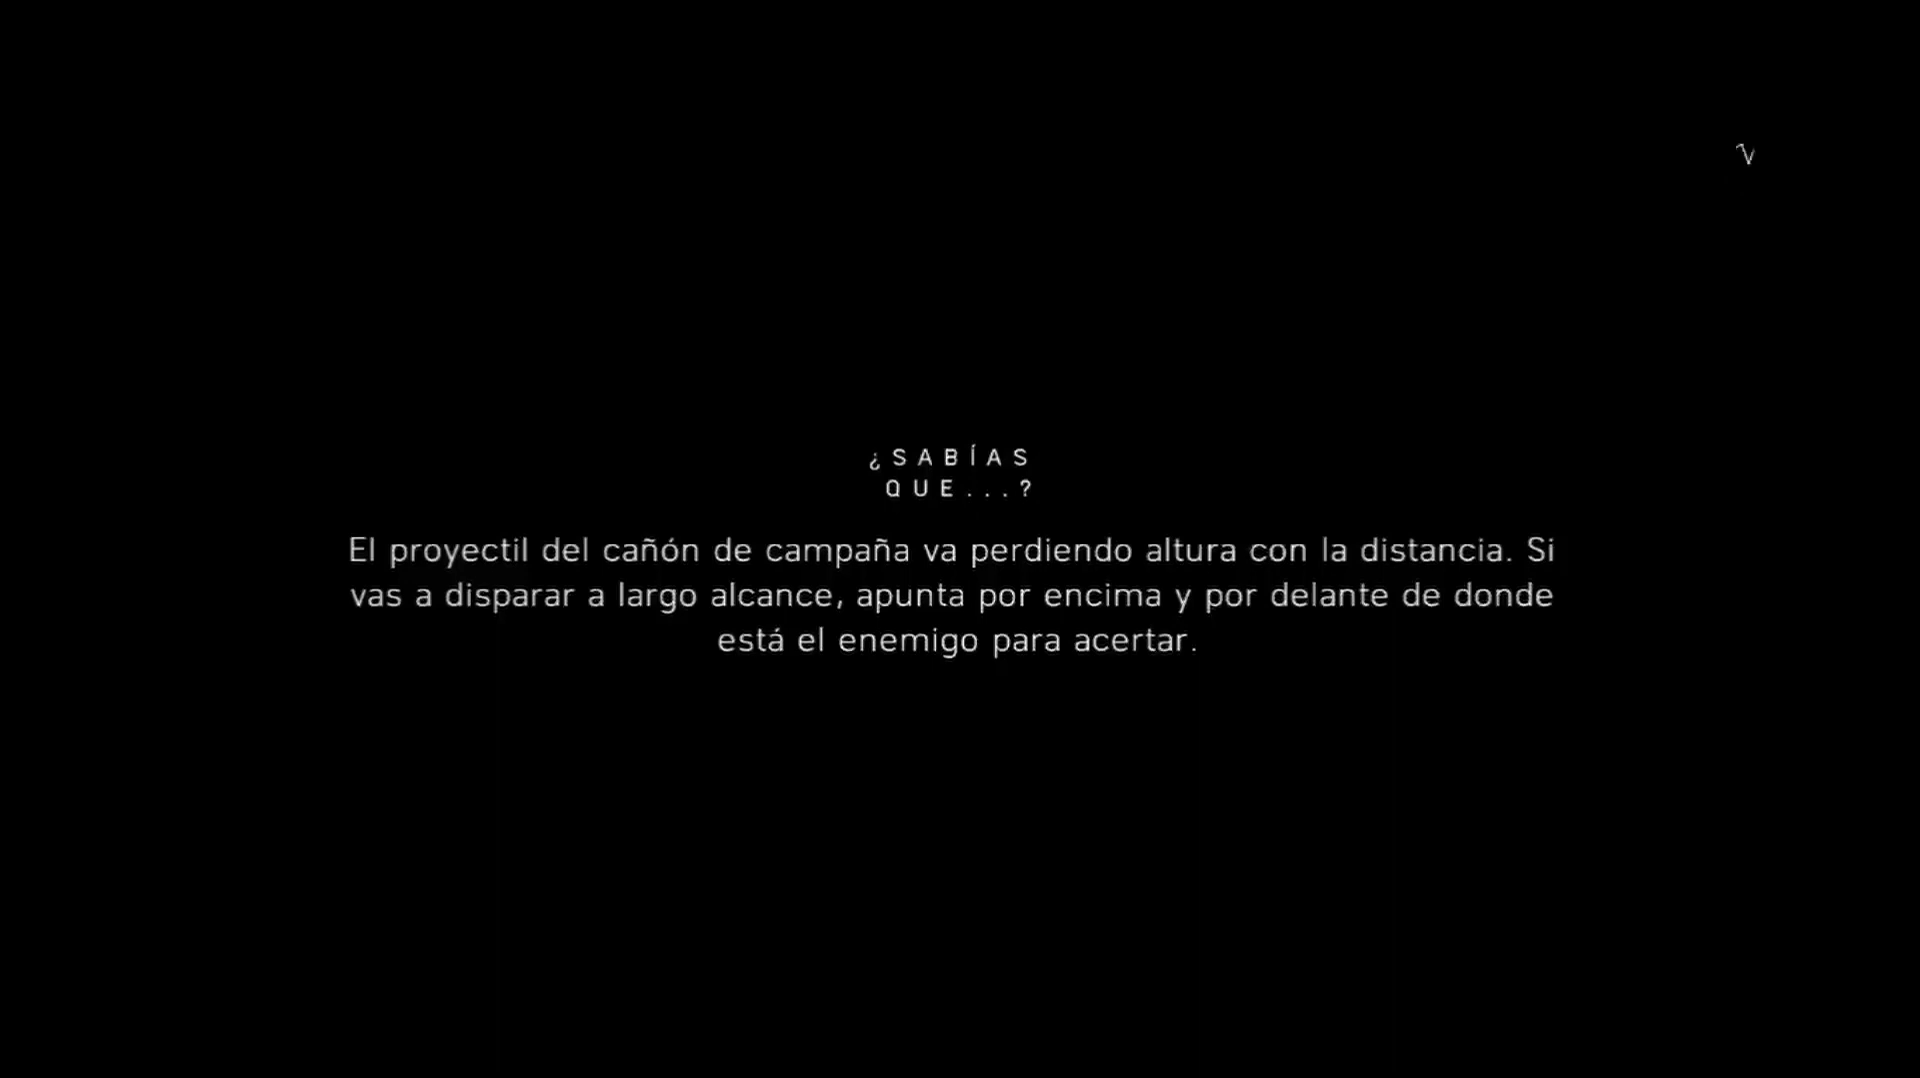 ¿SABÍAS
QUE...?
El proyectil del cañón de campaña va perdiendo altura con la distancia. Si
vas a disparar a largo alcance, apunta por encima y por delante de donde
está el enemigo para acertar.